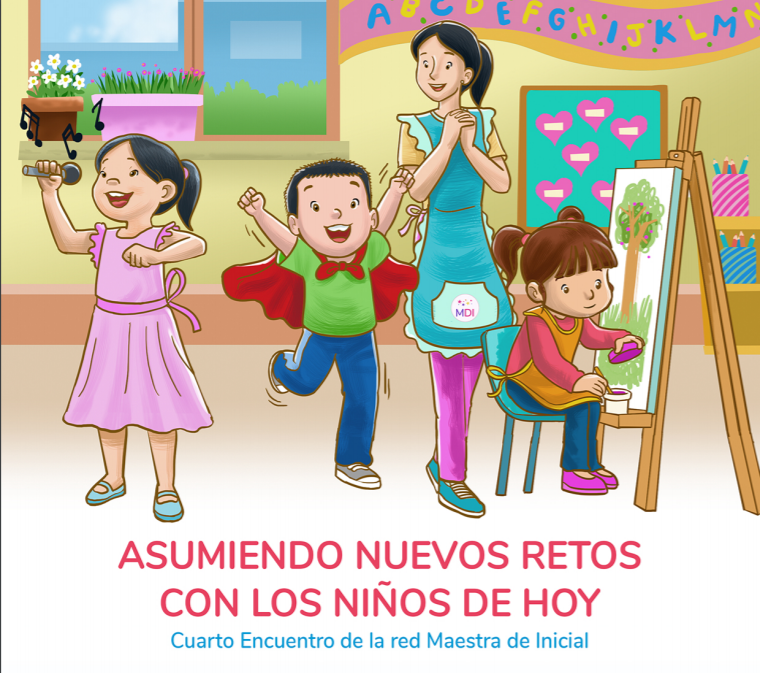 ABCDEFGHIJKLMN
MDI
ASUMIENDO NUEVOS RETOS
CON LOS NIÑOS DE HOY
Cuarto Encuentro de la red Maestra de Inicial